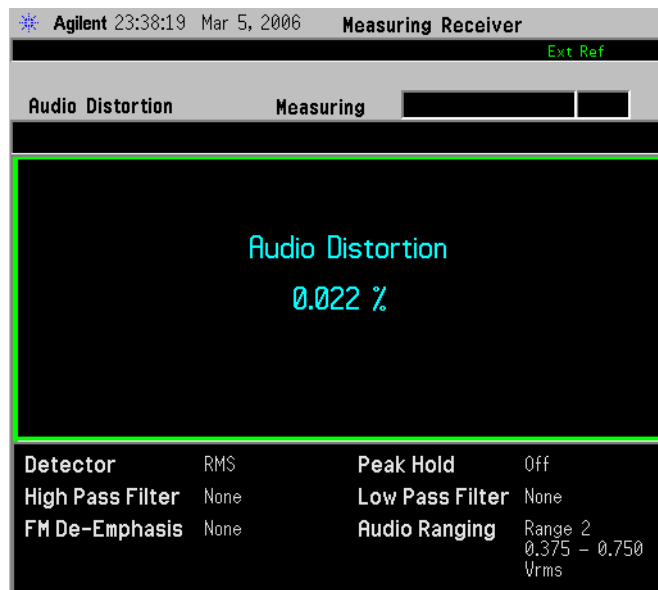 Agilent 23:38:19 Mar 5, 2006 Measuring Receiver
Ext Ref
Audio Distortion Measuring
Audio Distortion
0.022 %
Detector RMS Peak Hold Off
High Pass Filter None Low Pass Filter None
FM De-Emphasis None Audio Ranging Range 2
0.375 - 0.750
Vrms